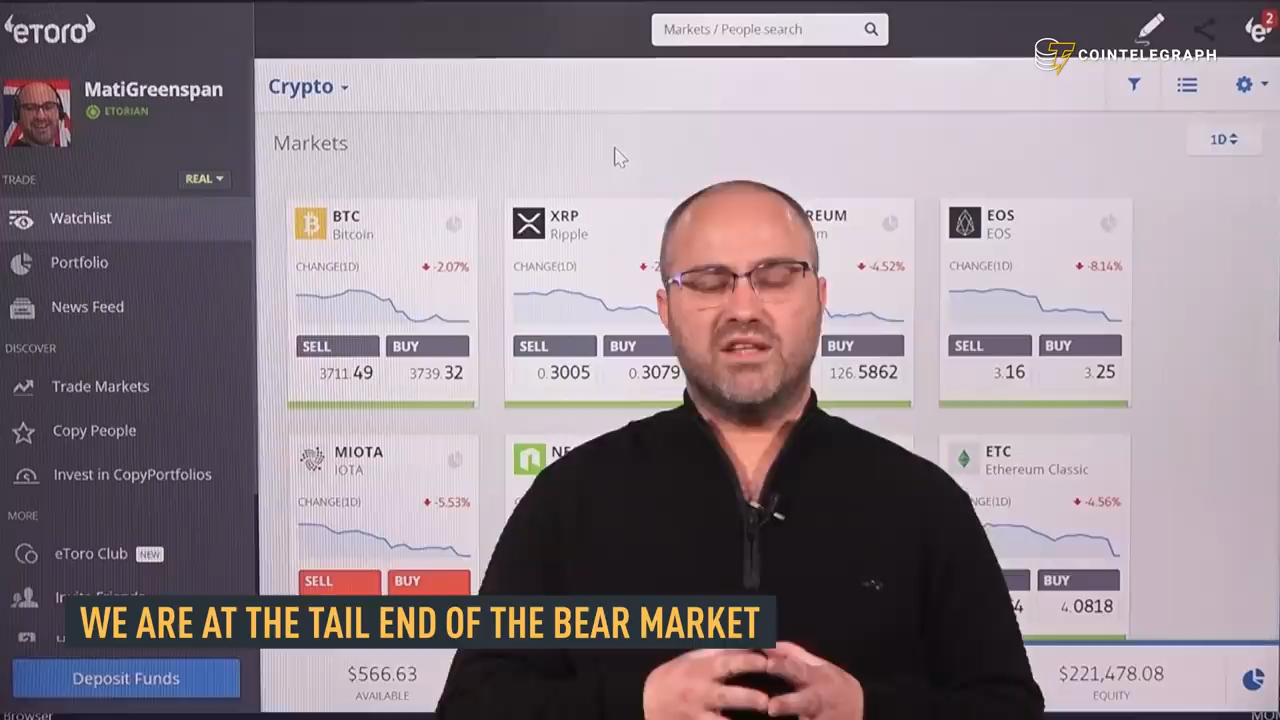 eTORO
Markets / People search
2
COINTELEGRAPH
MatiGreenspan
ETORIAN
Crypto
Markets
1D
TRADE
REAL
Watchlist
Portfolio
News Feed
DISCOVER
Trade Markets
Copy People
Invest in CopyPortfolios
MORE
eToro Club NEW
Deposit Funds
Browser
BTC
Bitcoin
CHANGE(1D) -2.07%
SELL BUY
3711.49 3739.32
XRP
Ripple
CHANGE(1D)
SELL BUY
0.3005 0.3079
-4.52%
BUY
126.5862
EOS
EOS
CHANGE(1D) -8.14%
SELL BUY
3.16 3.25
MIOTA
IOTA
CHANGE(1D) -5.53%
SELL BUY
ETC
Ethereum Classic
-4.56%
BUY
4.0818
WE ARE AT THE TAIL END OF THE BEAR MARKET
$566.63
AVAILABLE
$221,478.08
EQUITY